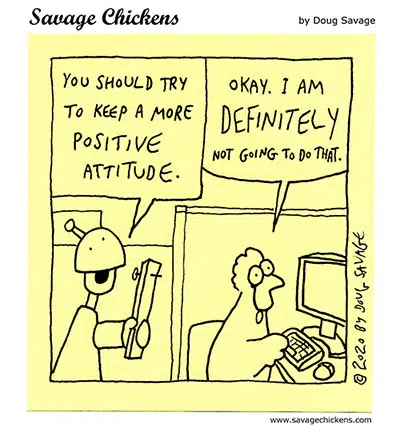 Savage Chickens
by Doug Savage
YOU SHOULD TRY
TO KEEP A MORE
POSITIVE
ATTITUDE.
OKAY. I AM
DEFINITELY
NOT GOING TO DO THAT.
© 2020 BY DOUG SAVAGE
www.savagechickens.com